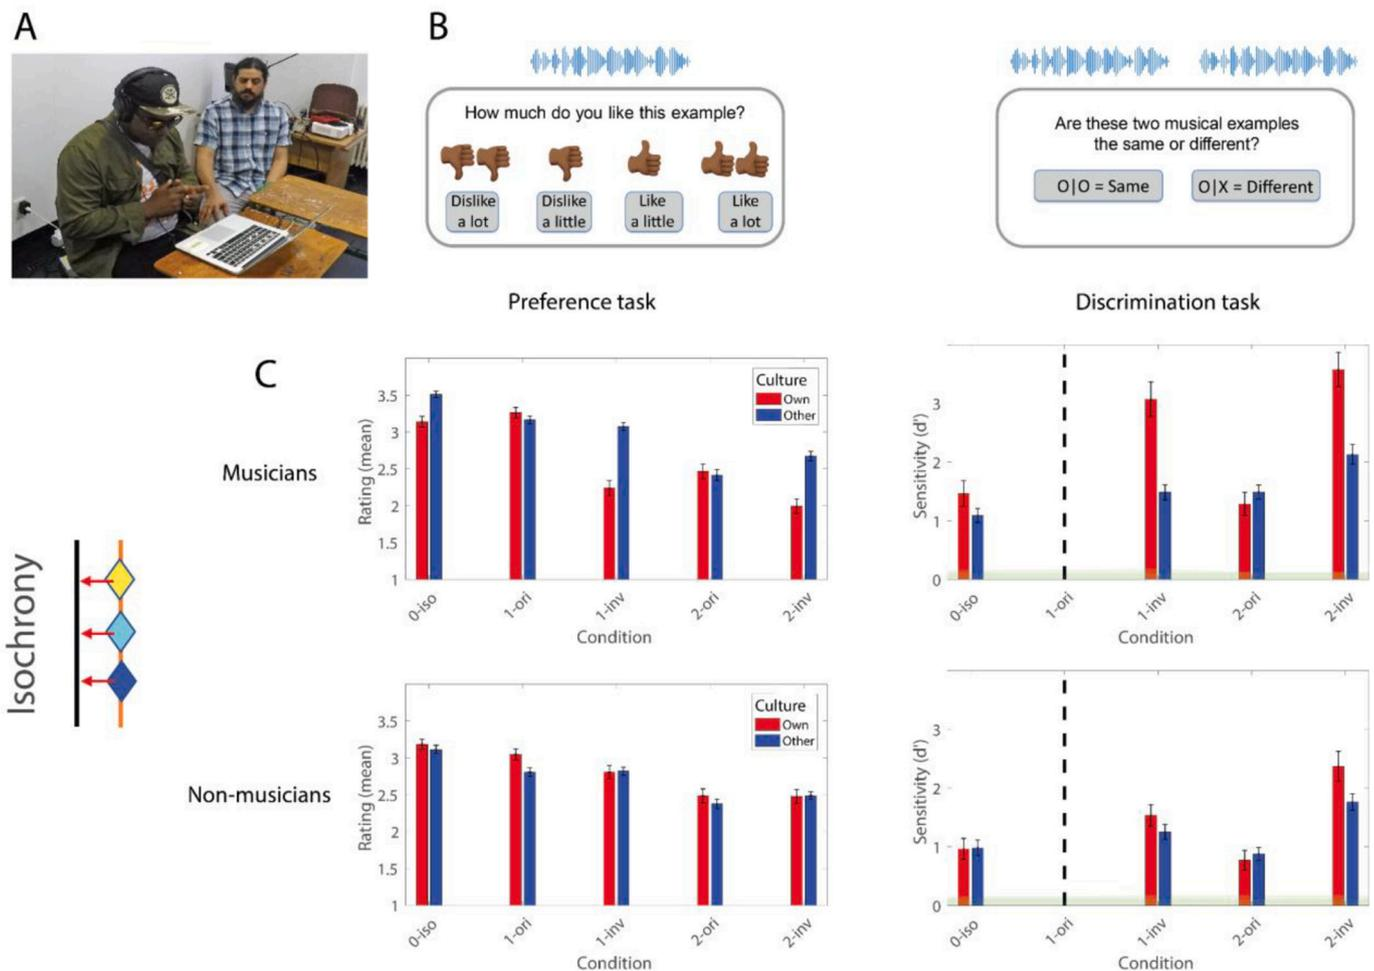 A
B
How much do you like this example?
Dislike
a lot
Dislike
a little
Like
a little
Like
a lot
Are these two musical examples
the same or different?
O|O = Same
O|X = Different
Preference task
Discrimination task
C
Isochrony
Musicians
Rating (mean)
3.5
3
2.5
2
1.5
1
Culture
Own
Other
0-iso
1-ori
1-inv
2-ori
2-inv
Condition
Sensitivity (d')
3
2
1
0
0-iso
1-ori
1-inv
2-ori
2-inv
Condition
Non-musicians
Rating (mean)
3.5
3
2.5
2
1.5
1
Culture
Own
Other
0-iso
1-ori
1-inv
2-ori
2-inv
Condition
Sensitivity (d')
3
2
1
0
0-iso
1-ori
1-inv
2-ori
2-inv
Condition